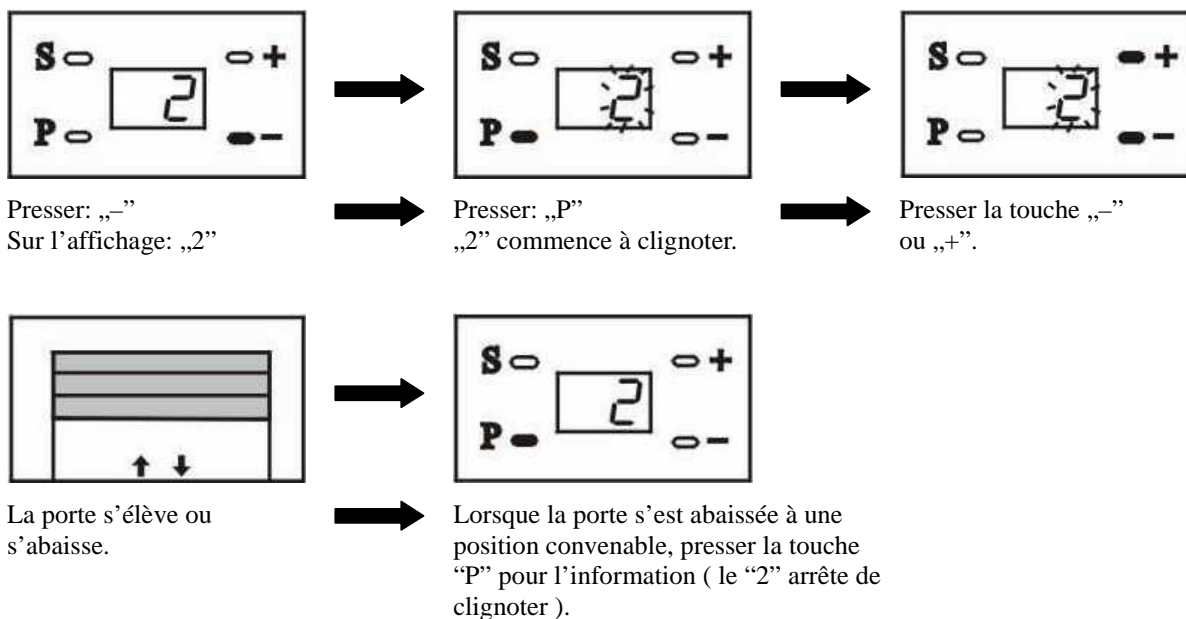 S +
2
P –
S +
2
P –
S +
2
P –
Presser: „–”
Sur l’affichage: „2”
Presser: „P”
„2” commence à clignoter.
Presser la touche „–”
ou „+”.
S +
2
P –
La porte s’élève ou
s’abaisse.
Lorsque la porte s’est abaissée à une
position convenable, presser la touche
“P” pour l’information ( le “2” arrête de
clignoter ).